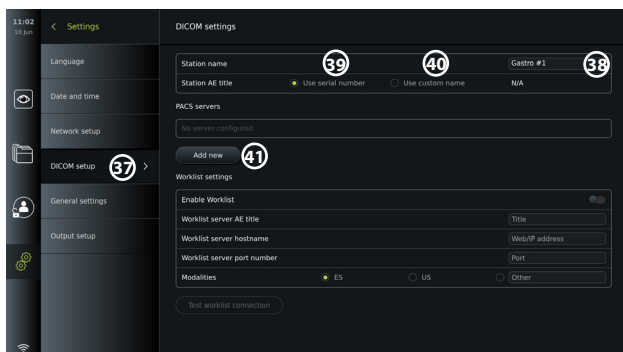 11:02
10 Jun
Settings
DICOM settings
Language
Date and time
Network setup
DICOM setup 37
General settings
Output setup
39 40
Station name Gastro #1 38
Station AE title Use serial number Use custom name N/A
PACS servers
No server configured
Add new 41
Worklist settings
Enable Worklist
Worklist server AE title Title
Worklist server hostname Web/IP address
Worklist server port number Port
Modalities ES US Other
Test worklist connection